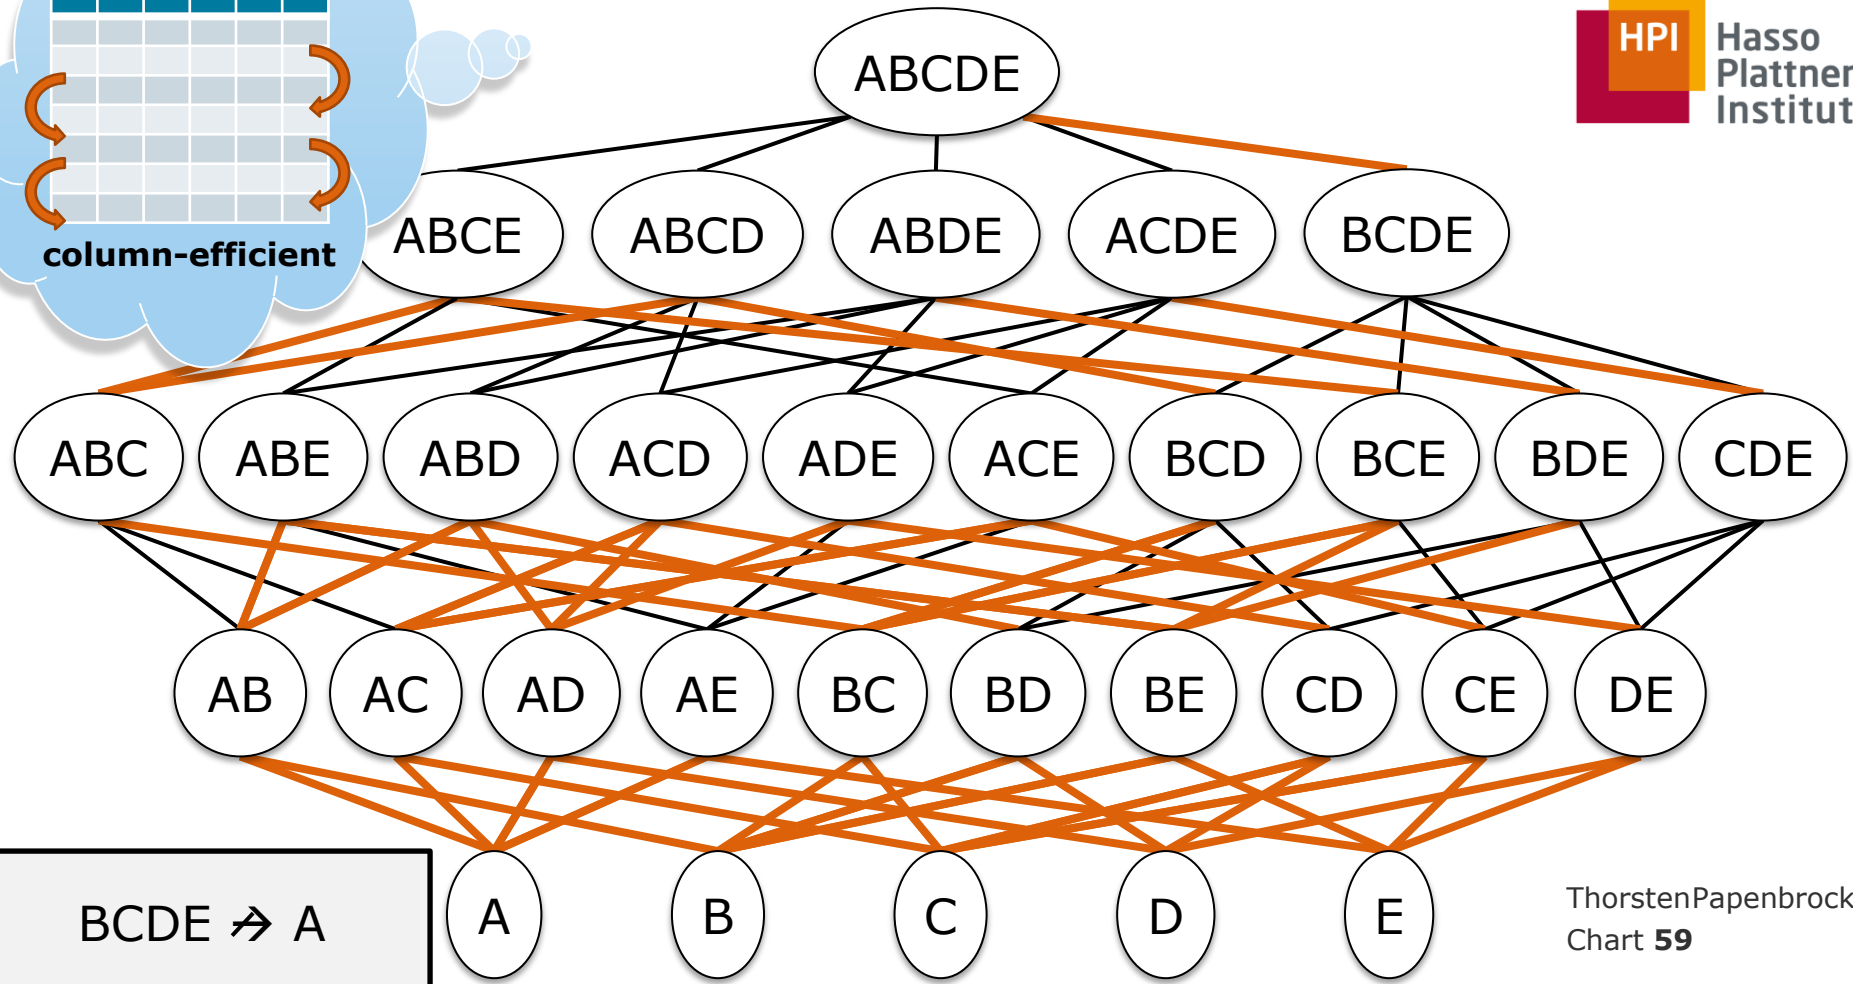 column-efficient
HPI Hasso
Plattner
Institut
ABCDE
ABCE ABCD ABDE ACDE BCDE
ABC ABE ABD ACD ADE ACE BCD BCE BDE CDE
AB AC AD AE BC BD BE CD CE DE
A B C D E
BCDE ↛ A
ThorstenPapenbrock
Chart 59